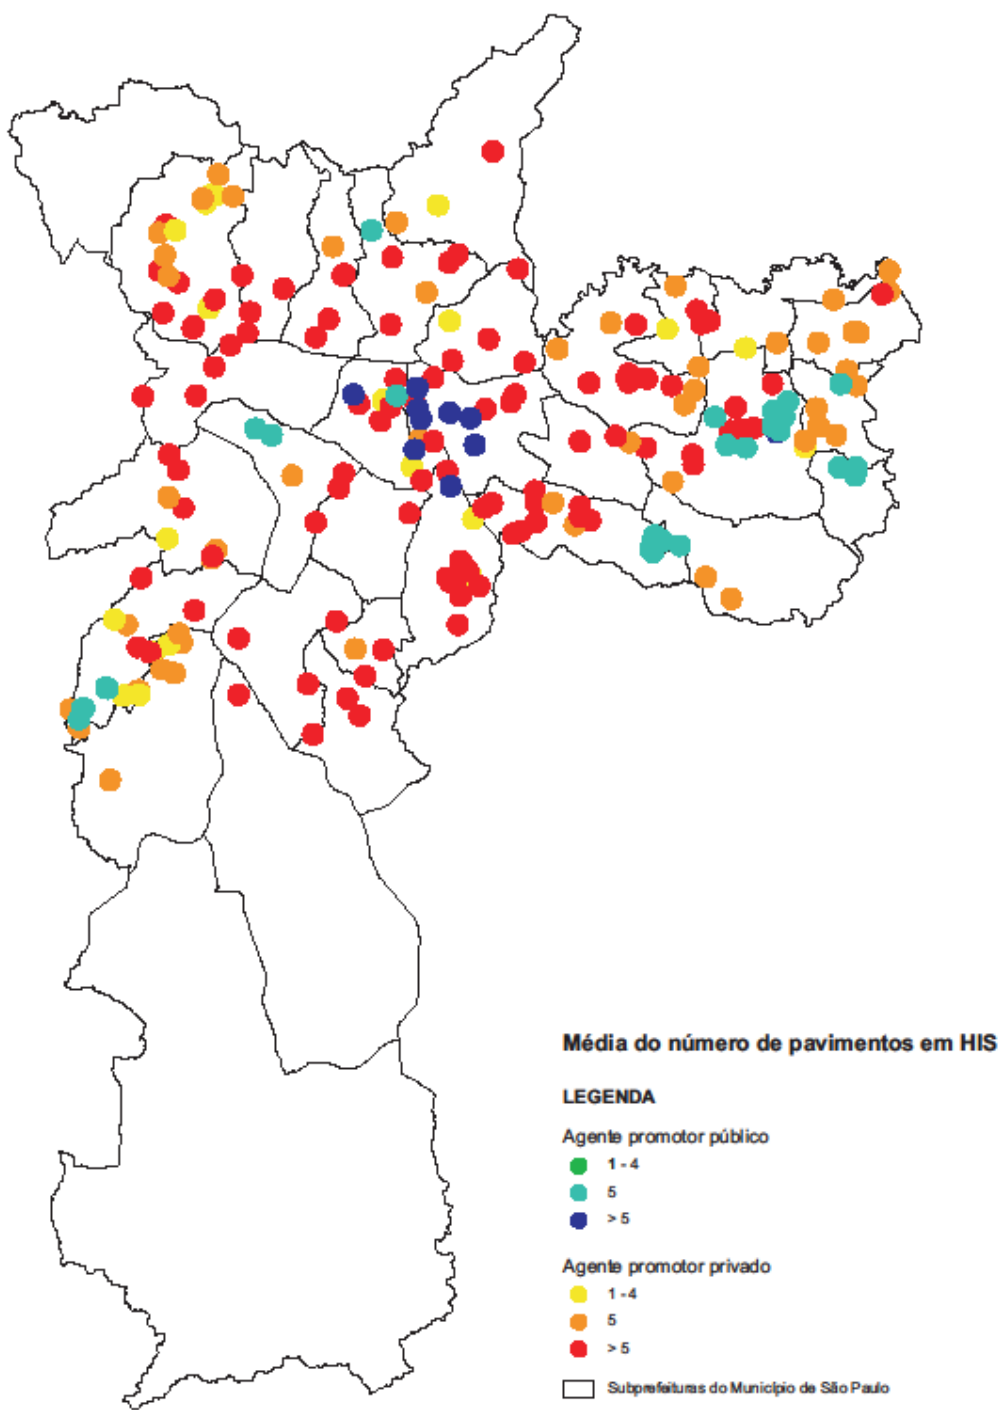 Média do número de pavimentos em HIS
LEGENDA
Agente promotor público
1 - 4
5
> 5
Agente promotor privado
1 - 4
5
> 5
Subprefeituras do Município de São Paulo